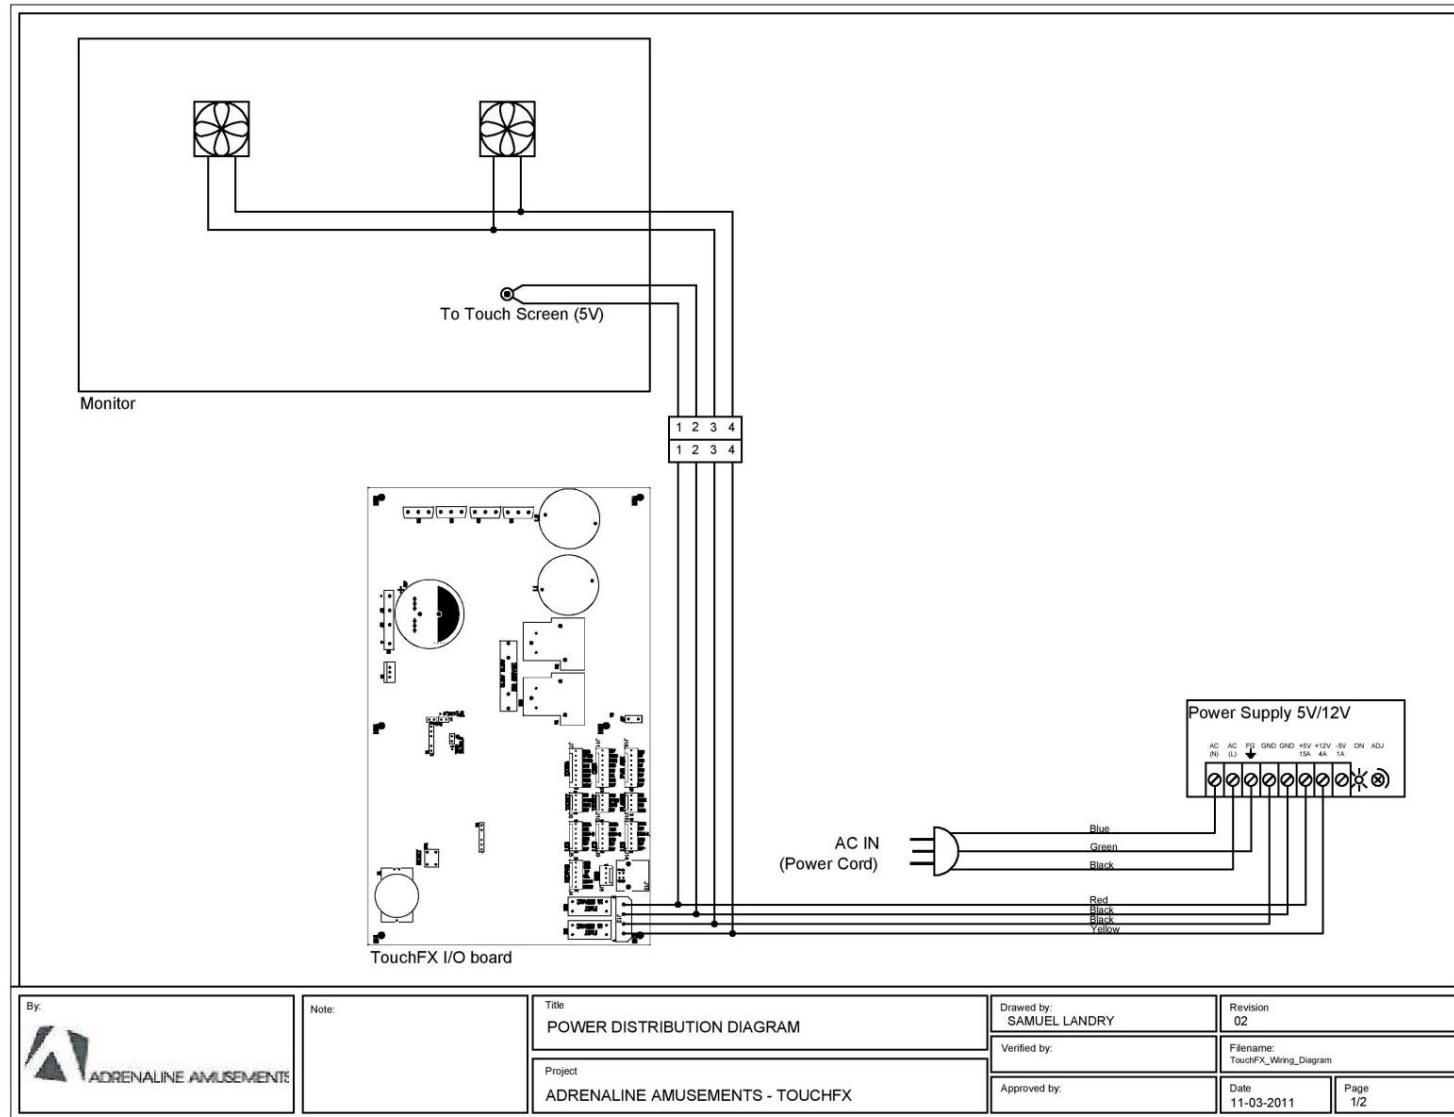 To Touch Screen (5V)
Monitor
1 2 3 4
1 2 3 4
TouchFX I/O board
Power Supply 5V/12V
AC AC FG GND GND +5V +12V -5V ON ADJ
(N) (L) 15A 4A 1A
AC IN
(Power Cord)
Blue
Green
Black
Red
Black
Black
Yellow
By:
ADRENALINE AMUSEMENTS
Note:
Title
POWER DISTRIBUTION DIAGRAM
Project
ADRENALINE AMUSEMENTS - TOUCHFX
Drawed by:
SAMUEL LANDRY
Verified by:
Approved by:
Revision
02
Filename:
TouchFX_Wiring_Diagram
Date
11-03-2011
Page
1/2